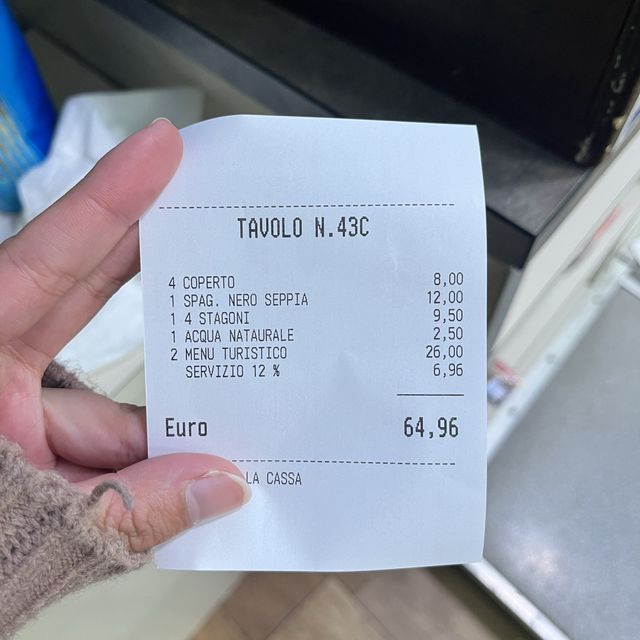 TAVOLO N.43C
4 COPERTO 8,00
1 SPAG. NERO SEPPIA 12,00
1 4 STAGONI 9,50
1 ACQUA NATAURALE 2,50
2 MENU TURISTICO 26,00
SERVIZIO 12 % 6,96
Euro 64,96
LA CASSA